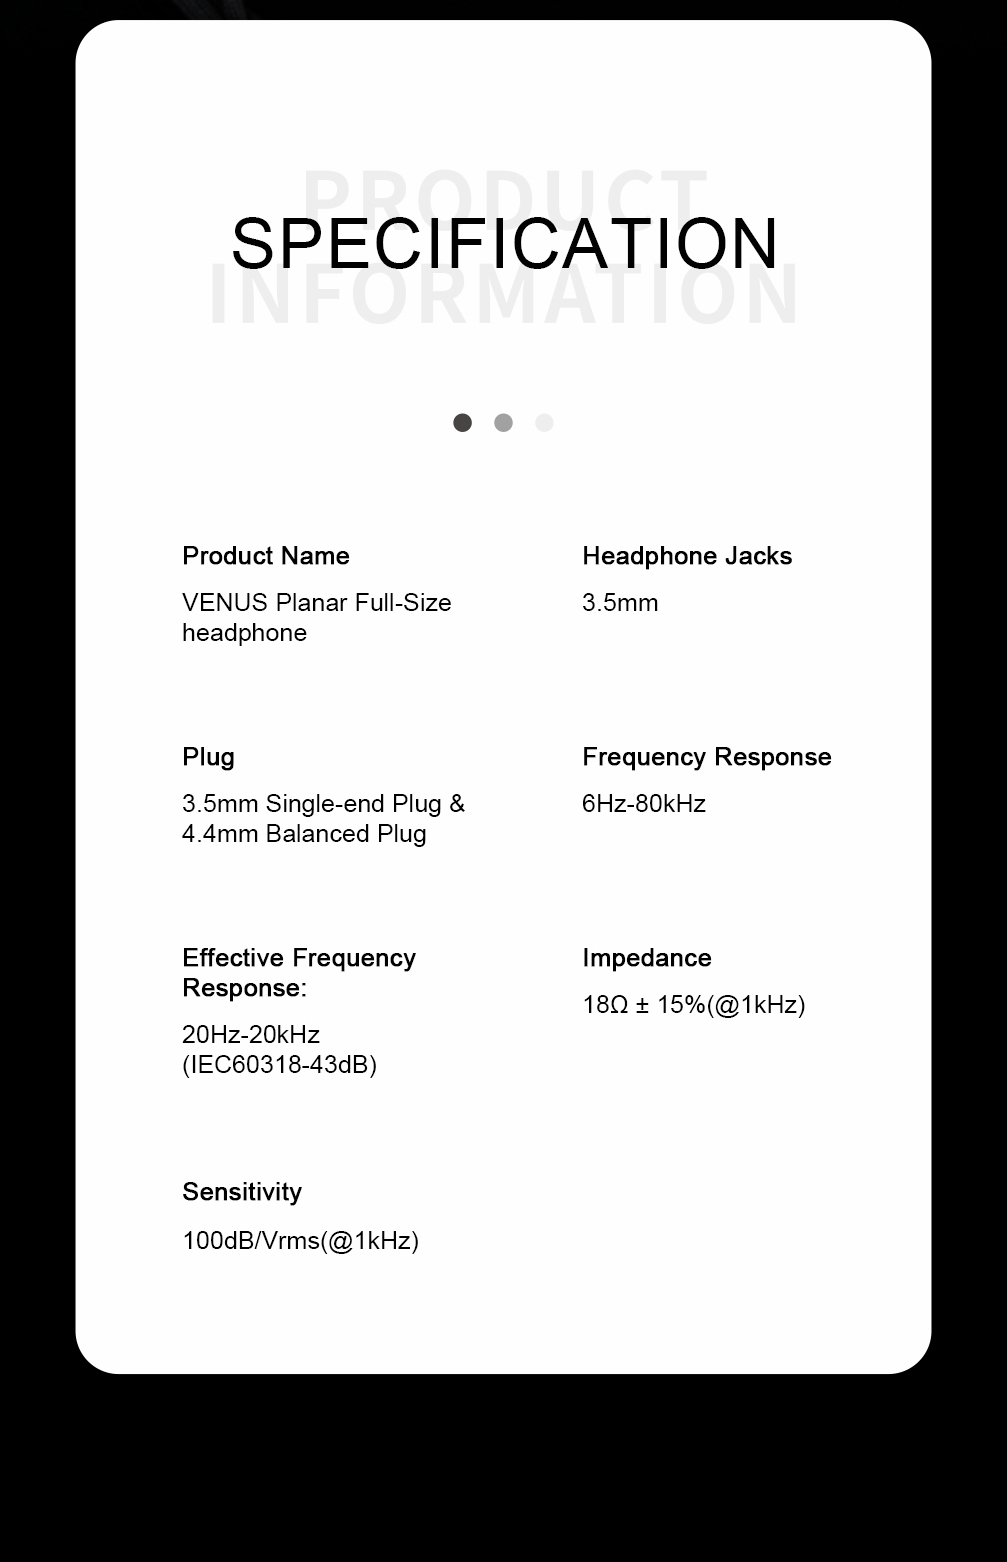 PRODUCT
SPECIFICATION
INFORMATION
Product Name
VENUS Planar Full-Size
headphone
Headphone Jacks
3.5mm
Plug
3.5mm Single-end Plug &
4.4mm Balanced Plug
Frequency Response
6Hz-80kHz
Effective Frequency
Response:
20Hz-20kHz
(IEC60318-43dB)
Impedance
18Ω ± 15%(@1kHz)
Sensitivity
100dB/Vrms(@1kHz)